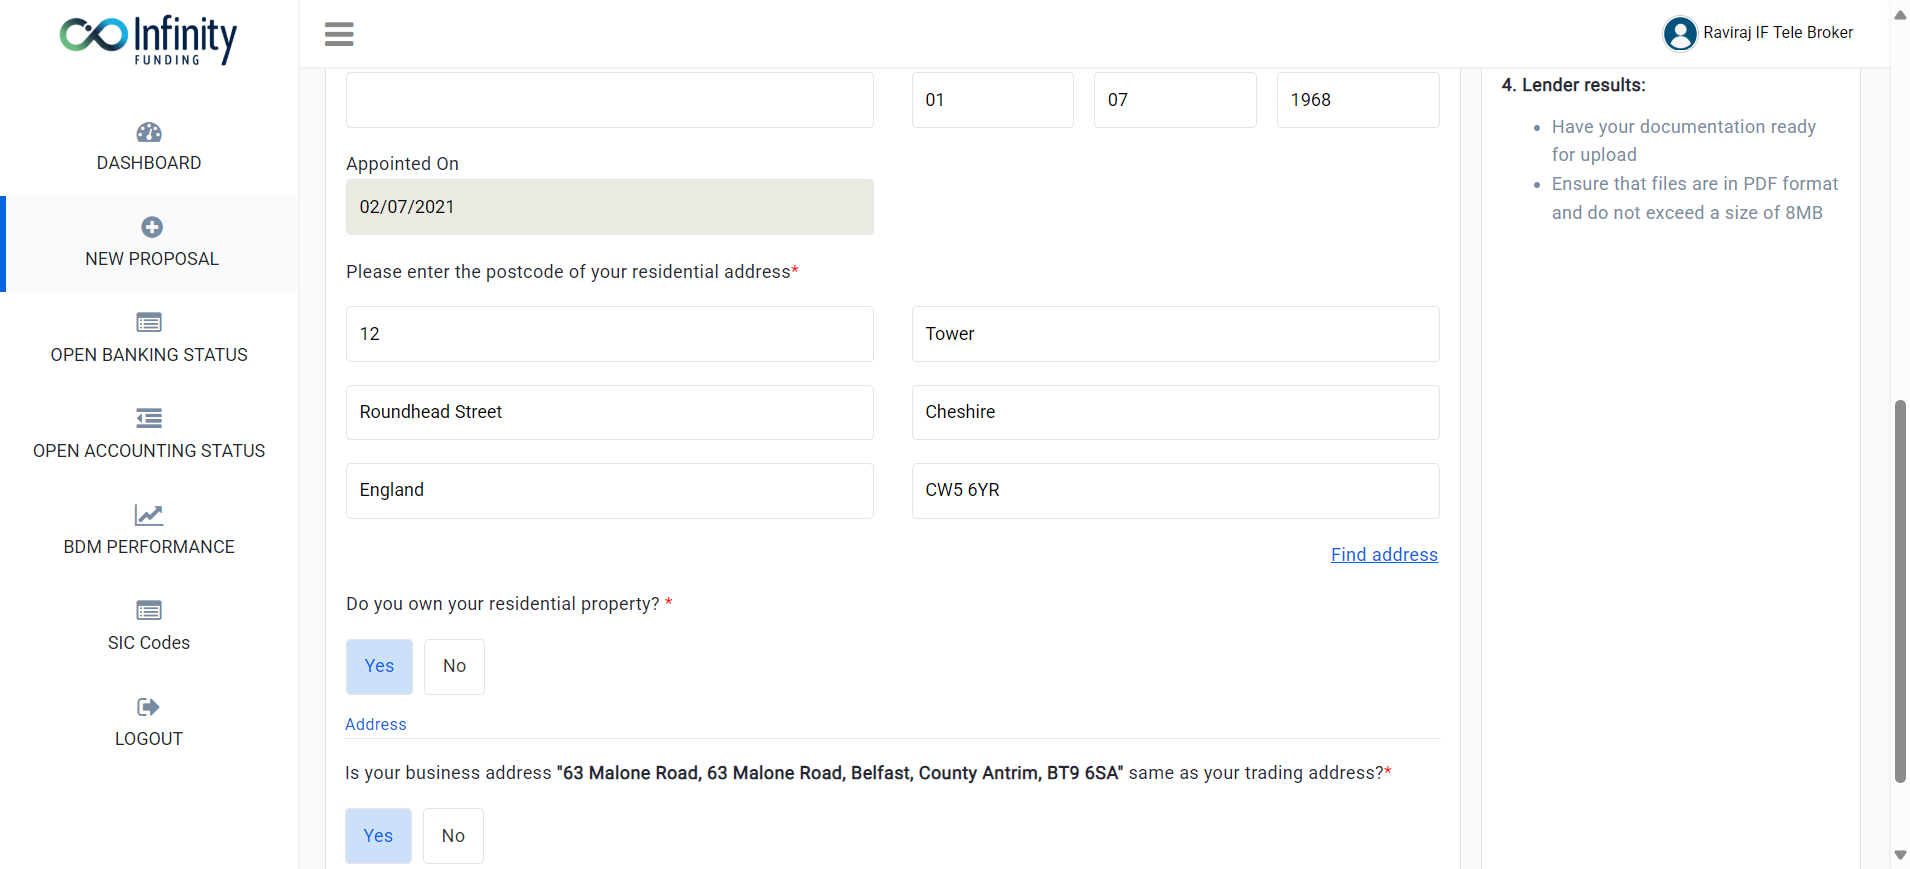 Infinity
FUNDING
Raviraj IF Tele Broker
DASHBOARD
NEW PROPOSAL
OPEN BANKING STATUS
OPEN ACCOUNTING STATUS
BDM PERFORMANCE
SIC Codes
LOGOUT
01
07
1968
Appointed On
02/07/2021
Please enter the postcode of your residential address*
12
Tower
Roundhead Street
Cheshire
England
CW5 6YR
Find address
Do you own your residential property? *
Yes
No
Address
Is your business address "63 Malone Road, 63 Malone Road, Belfast, County Antrim, BT9 6SA" same as your trading address?*
Yes
No
4. Lender results:
Have your documentation ready
for upload
Ensure that files are in PDF format
and do not exceed a size of 8MB